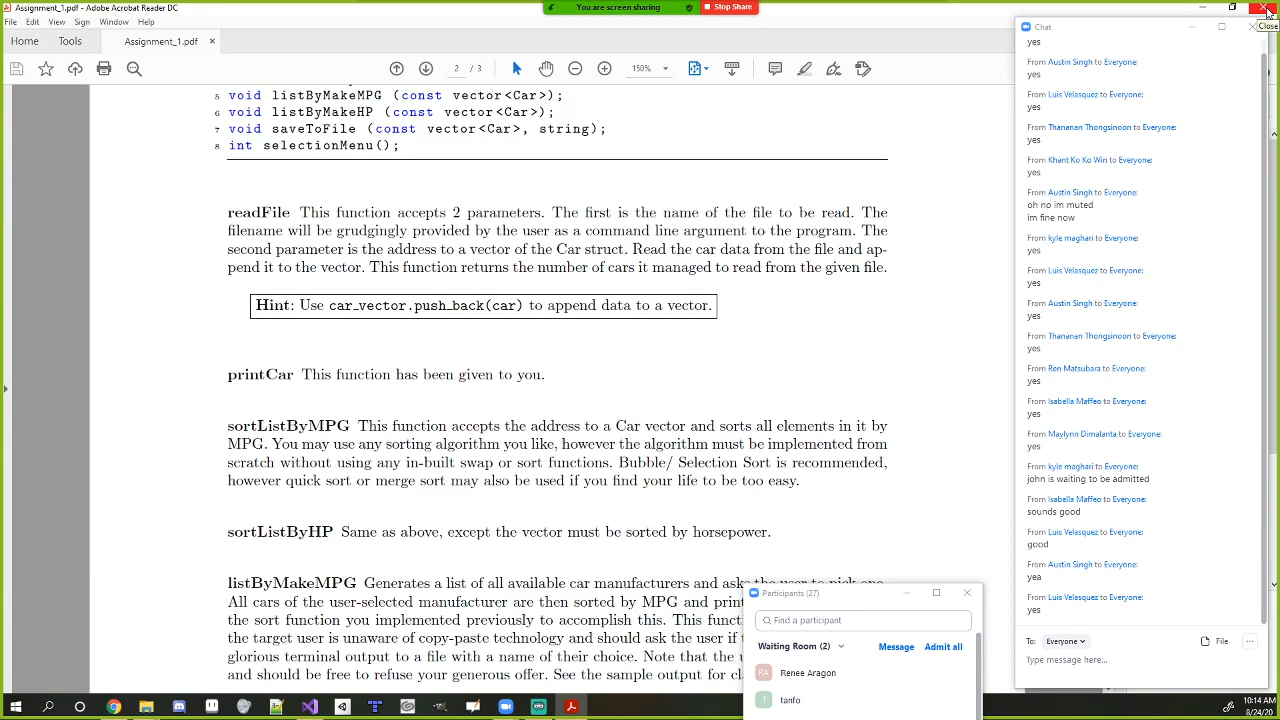 Assignment_1.pdf - Adobe Acrobat Reader DC
You are screen sharing
Stop Share
File Edit View Sign Window Help
Close
Home Tools Assignment_1.pdf
2 / 3
150%
5 void listByMakeMPG (const vector<Car>);
6 void listByMakeHP (const vector<Car>);
7 void saveToFile (const vector<Car>, string);
8 int selectionMenu();
readFile This function accepts 2 parameters. The first is the name of the file to be read. The
filename will be grudgingly provided by the user as a command line argument to the program. The
second parameter is the address to a vector of the Car struct. Read the car data from the file and ap-
pend it to the vector. This function returns the number of cars it managed to read from the given file.
Hint: Use car_vector.push_back(car) to append data to a vector.
printCar This function has been given to you.
sortListByMPG This function accepts the address to a Car vector and sorts all elements in it by
MPG. You may use any sorting algorithm you like, however the algorithm must be implemented from
scratch without using any in-built swap or sort functions. Bubble/ Selection Sort is recommended,
however quick sort or merge sort may also be used if you find your life to be too easy.
sortListByHP Same as above, except the vector must be sorted by horsepower.
listByMakeMPG Generates a list of all available car manufacturers and asks the user to pick one.
All cars of the user-selected manufacturer are then sorted by MPG and print
the sort function you implemented previously to accomplish this. This func
the target user is unaware of copy-paste technology and should ask the user if t
glorious terminal output to a file with a name of their choice. Note that the u
and should be free to refuse your generous offer. See the sample output for cla
Chat
yes
From Austin Singh to Everyone:
yes
From Luis Velasquez to Everyone:
yes
From Thananan Thongsinoon to Everyone:
yes
From Khant Ko Ko Win to Everyone:
yes
From Austin Singh to Everyone:
oh no im muted
im fine now
From kyle maghari to Everyone:
yes
From Luis Velasquez to Everyone:
yes
From Austin Singh to Everyone:
yes
From Thananan Thongsinoon to Everyone:
yes
From Ren Matsubara to Everyone:
yes
From Isabella Maffeo to Everyone:
yes
From Maylynn Dimalanta to Everyone:
yes
From kyle maghari to Everyone:
john is waiting to be admitted
From Isabella Maffeo to Everyone:
sounds good
From Luis Velasquez to Everyone:
good
From Austin Singh to Everyone:
yea
From Luis Velasquez to Everyone:
yes
To: Everyone File
Type message here...
Participants (27)
Find a participant
Waiting Room (2) Message Admit all
RA Renee Aragon
T tanfo
10:14 AM
8/24/20